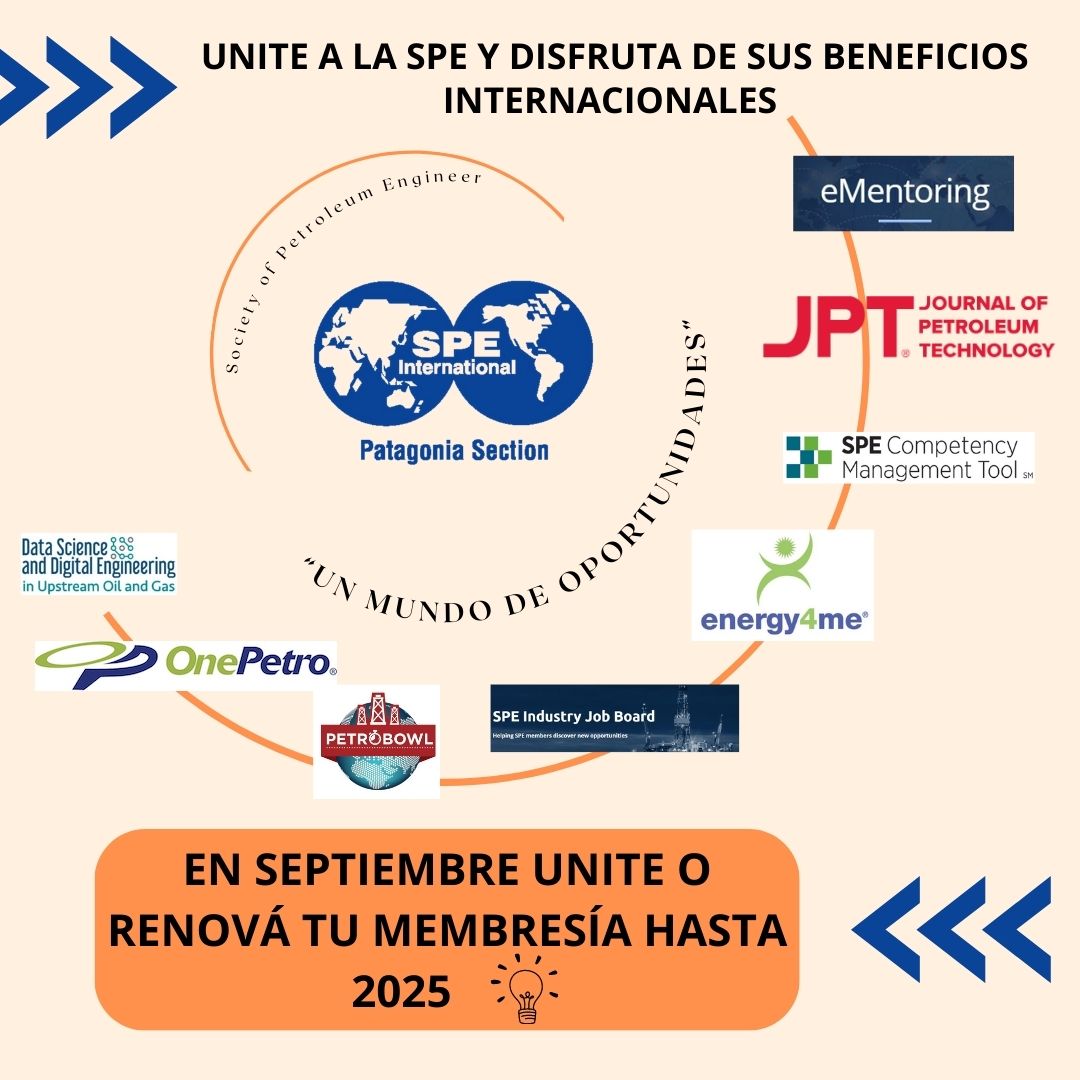 UNITE A LA SPE Y DISFRUTA DE SUS BENEFICIOS
INTERNACIONALES
Society of Petroleum Engineer
eMentoring
JPT® JOURNAL OF
PETROLEUM
TECHNOLOGY
SPE
International
Patagonia Section
"UN MUNDO DE OPORTUNIDADES"
SPE Competency
Management Tool SM
Data Science
and Digital Engineering
in Upstream Oil and Gas
energy4me®
OnePetro®
PETROBOWL
SPE Industry Job Board
Helping SPE members discover new opportunities
EN SEPTIEMBRE UNITE O
RENOVÁ TU MEMBRESÍA HASTA
2025